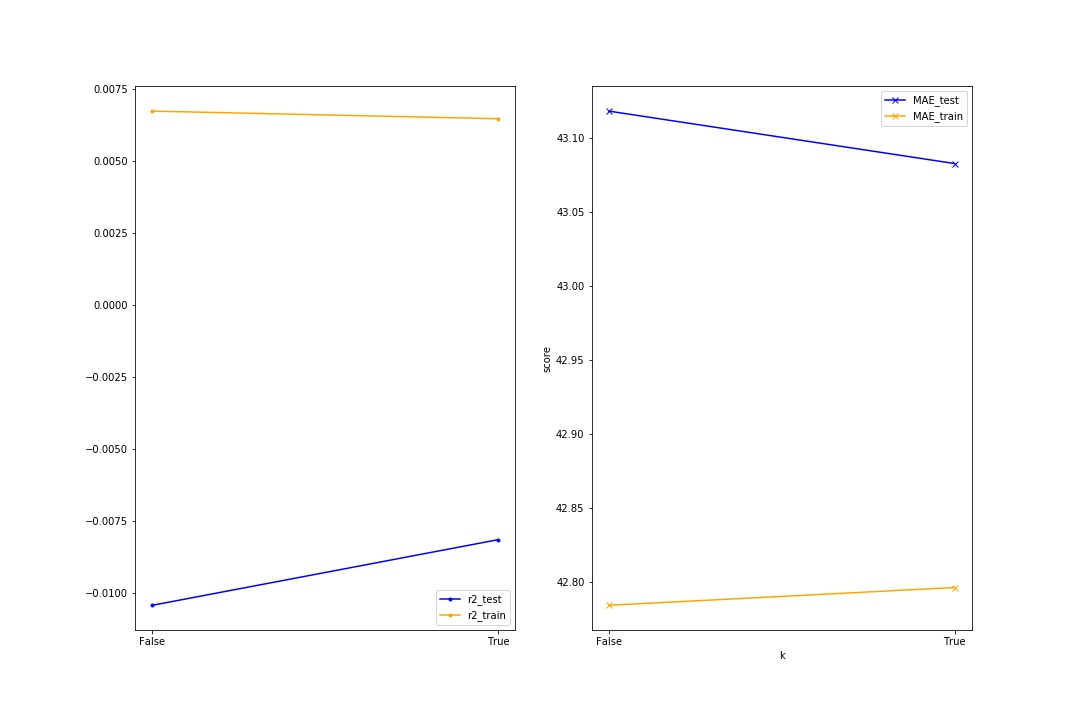 0.0075
0.0050
0.0025
0.0000
−0.0025
−0.0050
−0.0075
−0.0100
False
True
r2_test
r2_train
score
43.10
43.05
43.00
42.95
42.90
42.85
42.80
False
True
k
MAE_test
MAE_train